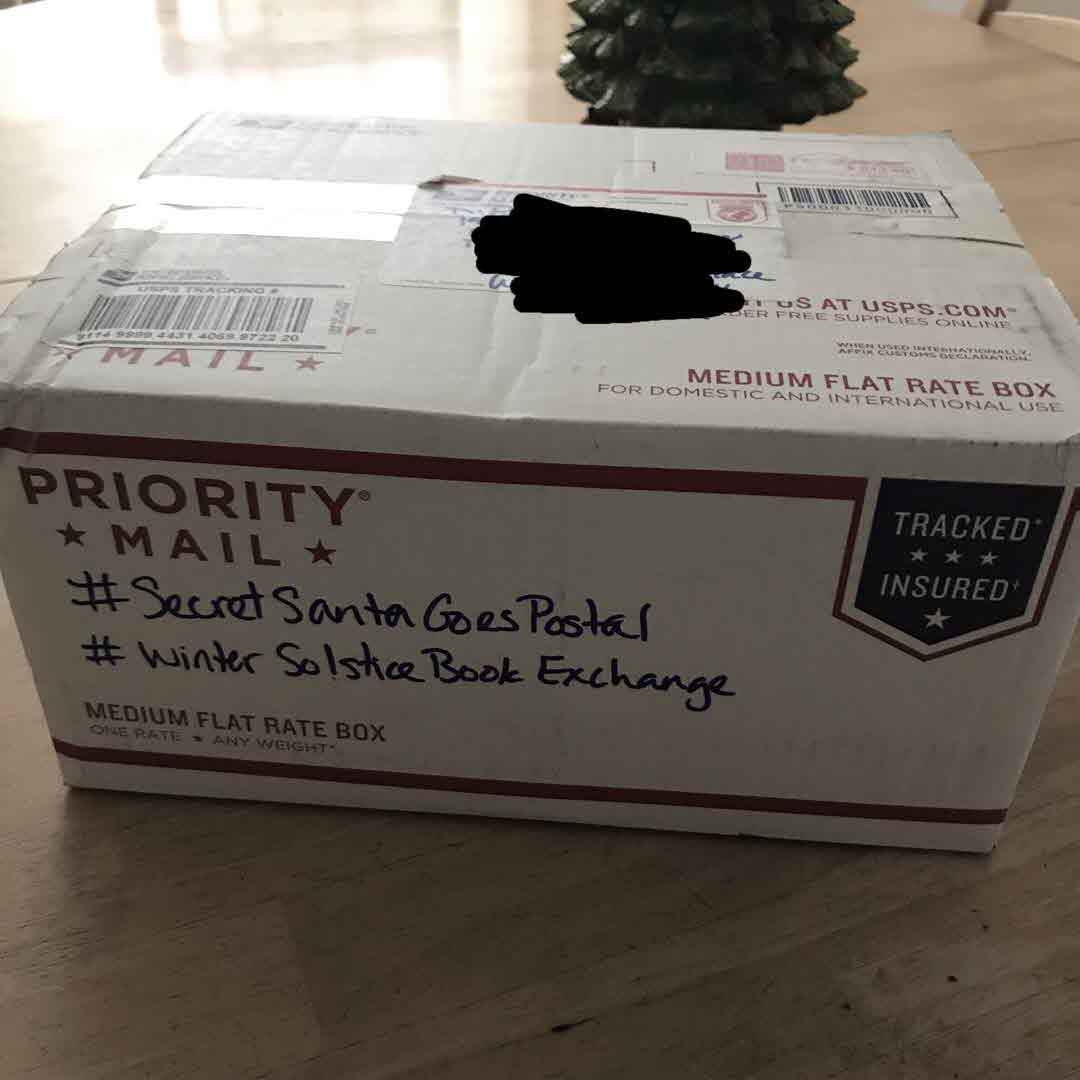 USPS TRACKING #
9114 9999 4431 4069 9722 20
MAIL
US AT USPS.COM®
FREE SUPPLIES ONLINE
WHEN USED INTERNATIONALLY,
AFFIX CUSTOMS DECLARATION.
MEDIUM FLAT RATE BOX
FOR DOMESTIC AND INTERNATIONAL USE
PRIORITY®
★ MAIL ★
TRACKED*
★ ★ ★
INSURED+
★
#SecretSantaGoesPostal
#WinterSolsticeBookExchange
MEDIUM FLAT RATE BOX
ONE RATE ★ ANY WEIGHT*